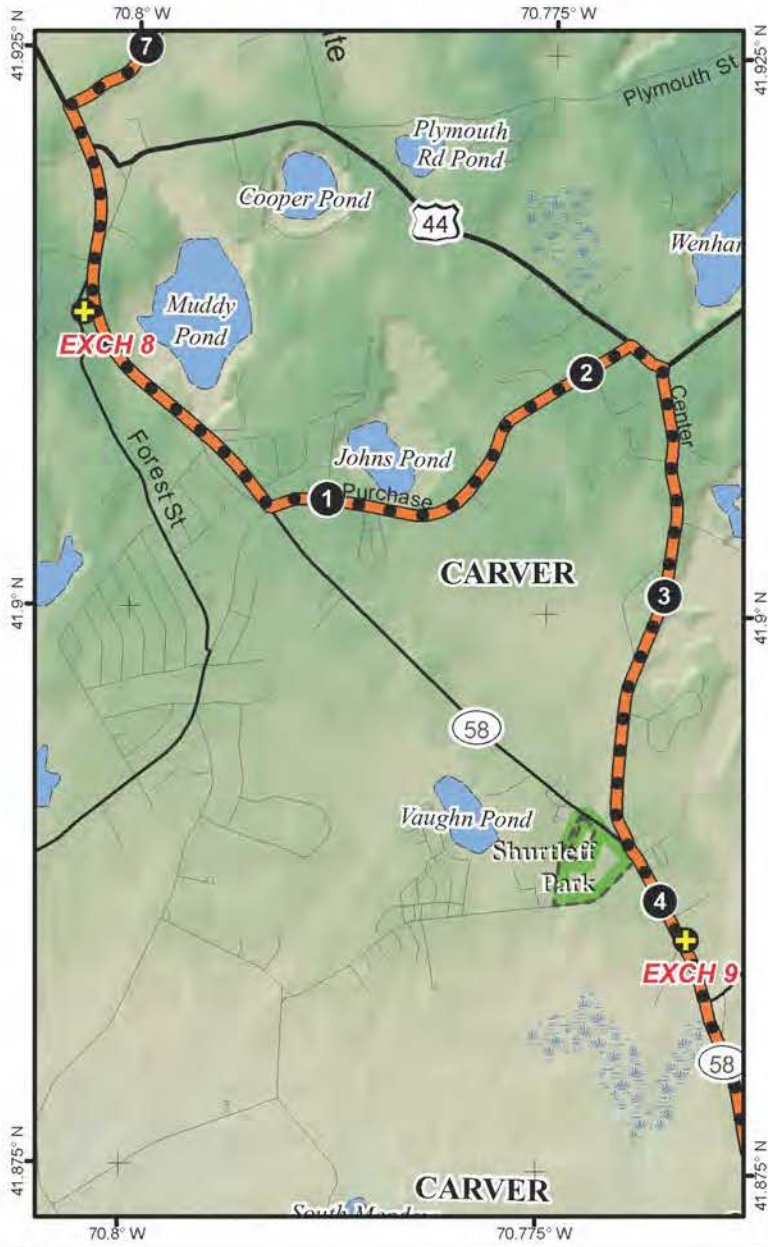 70.8° W
70.775° W
41.925° N
41.925° N
7
te
Plymouth St
Plymouth
Rd Pond
Cooper Pond
44
Muddy
Pond
EXCH 8
2
Center
Forest St
Johns Pond
1
Purchase
CARVER
3
41.9° N
41.9° N
58
Vaughn Pond
Shurtleff
Park
4
EXCH 9
58
41.875° N
41.875° N
CARVER
70.8° W
70.775° W